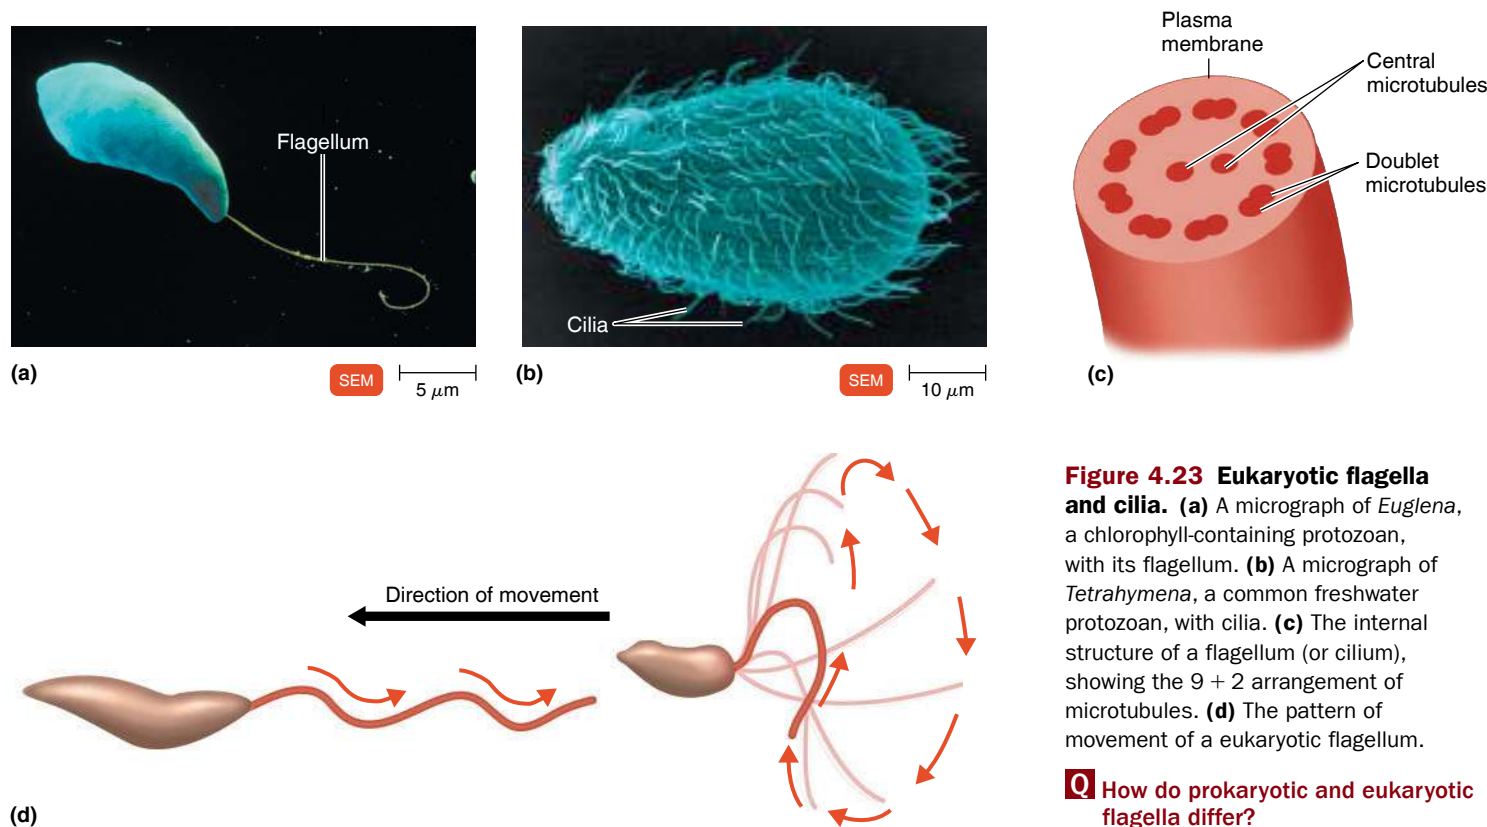 Flagellum
(a)
SEM
5 μm
Cilia
(b)
SEM
10 μm
Plasma
membrane
Central
microtubules
Doublet
microtubules
(c)
Direction of movement
(d)
Figure 4.23 Eukaryotic flagella
and cilia. (a) A micrograph of Euglena,
a chlorophyll-containing protozoan,
with its flagellum. (b) A micrograph of
Tetrahymena, a common freshwater
protozoan, with cilia. (c) The internal
structure of a flagellum (or cilium),
showing the 9 + 2 arrangement of
microtubules. (d) The pattern of
movement of a eukaryotic flagellum.
Q How do prokaryotic and eukaryotic
flagella differ?